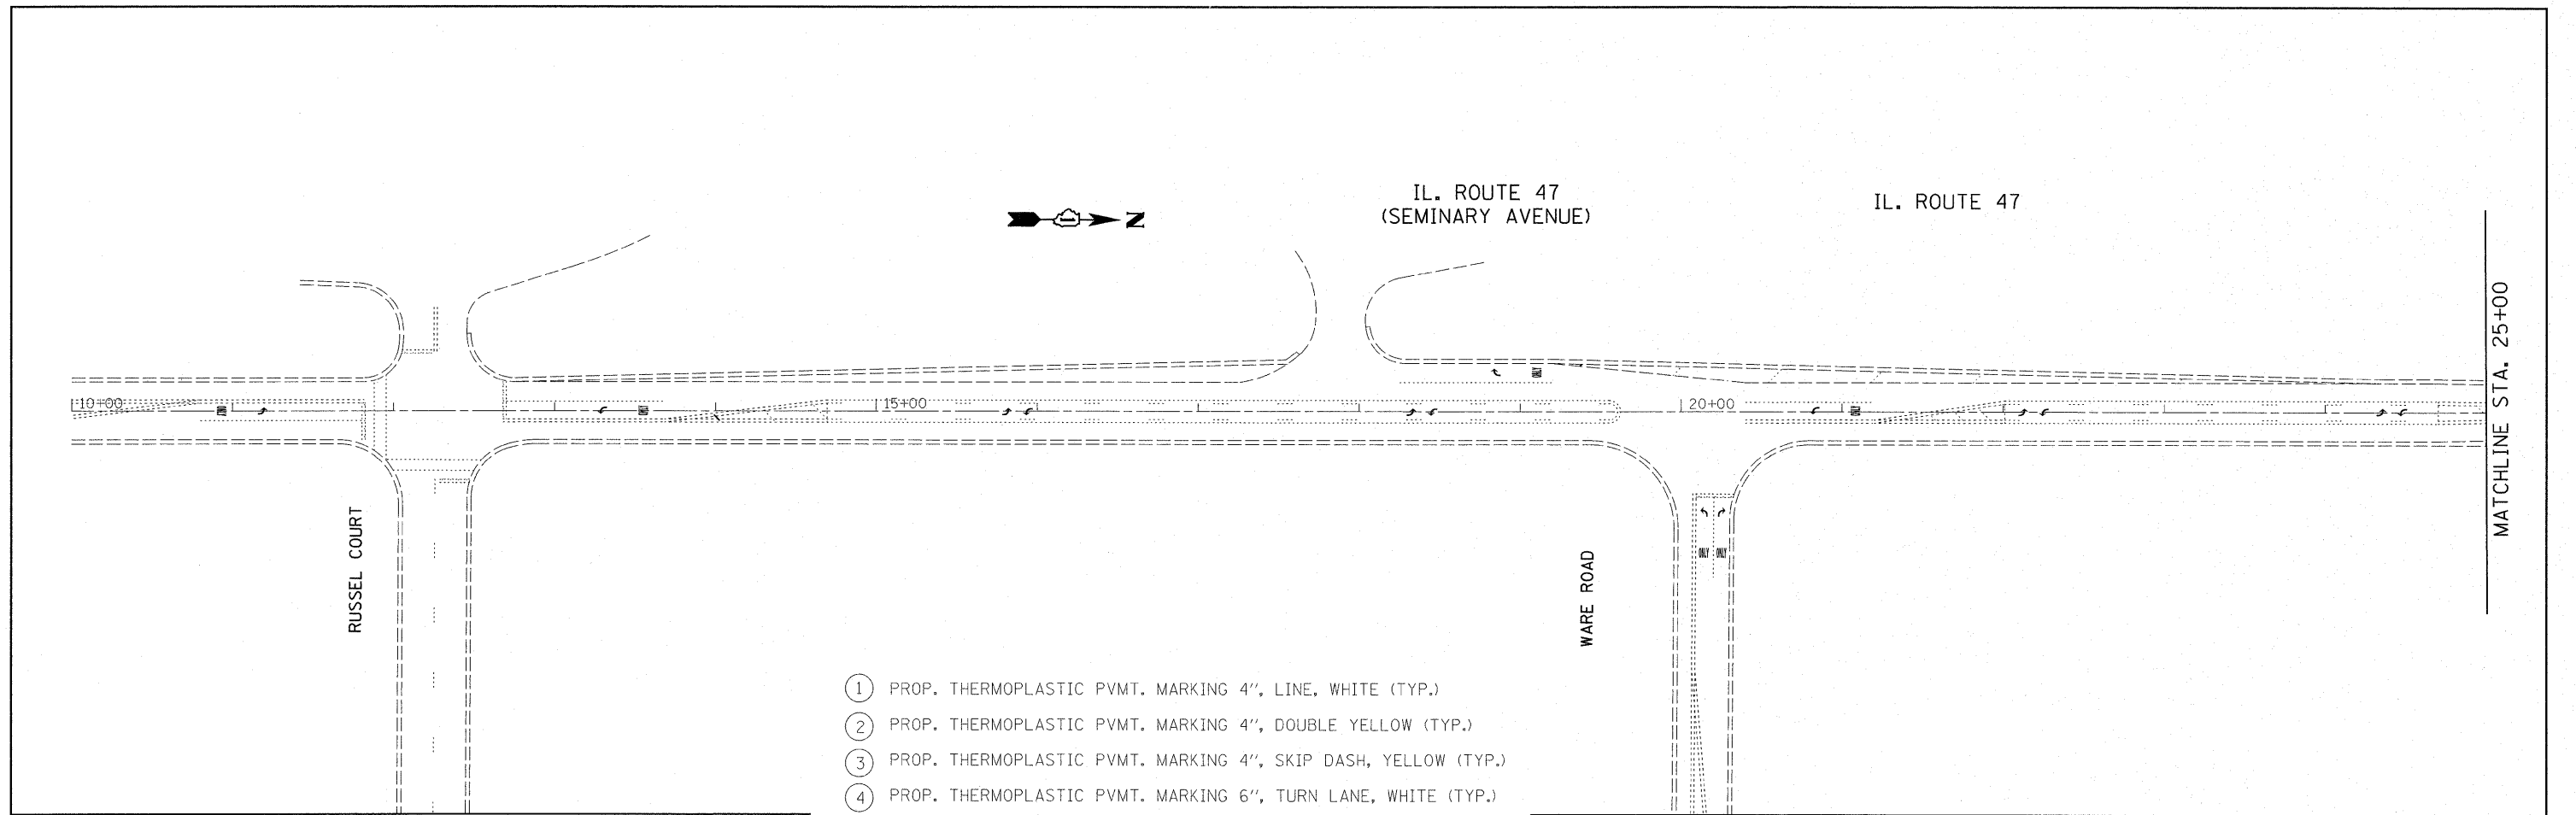 IL. ROUTE 47
(SEMINARY AVENUE)
IL. ROUTE 47
N
MATCHLINE STA. 25+00
10+00
15+00
20+00
ONLY
ONLY
ONLY
ONLY
ONLY ONLY
RUSSEL COURT
WARE ROAD
1 PROP. THERMOPLASTIC PVMT. MARKING 4", LINE, WHITE (TYP.)
2 PROP. THERMOPLASTIC PVMT. MARKING 4", DOUBLE YELLOW (TYP.)
3 PROP. THERMOPLASTIC PVMT. MARKING 4", SKIP DASH, YELLOW (TYP.)
4 PROP. THERMOPLASTIC PVMT. MARKING 6", TURN LANE, WHITE (TYP.)